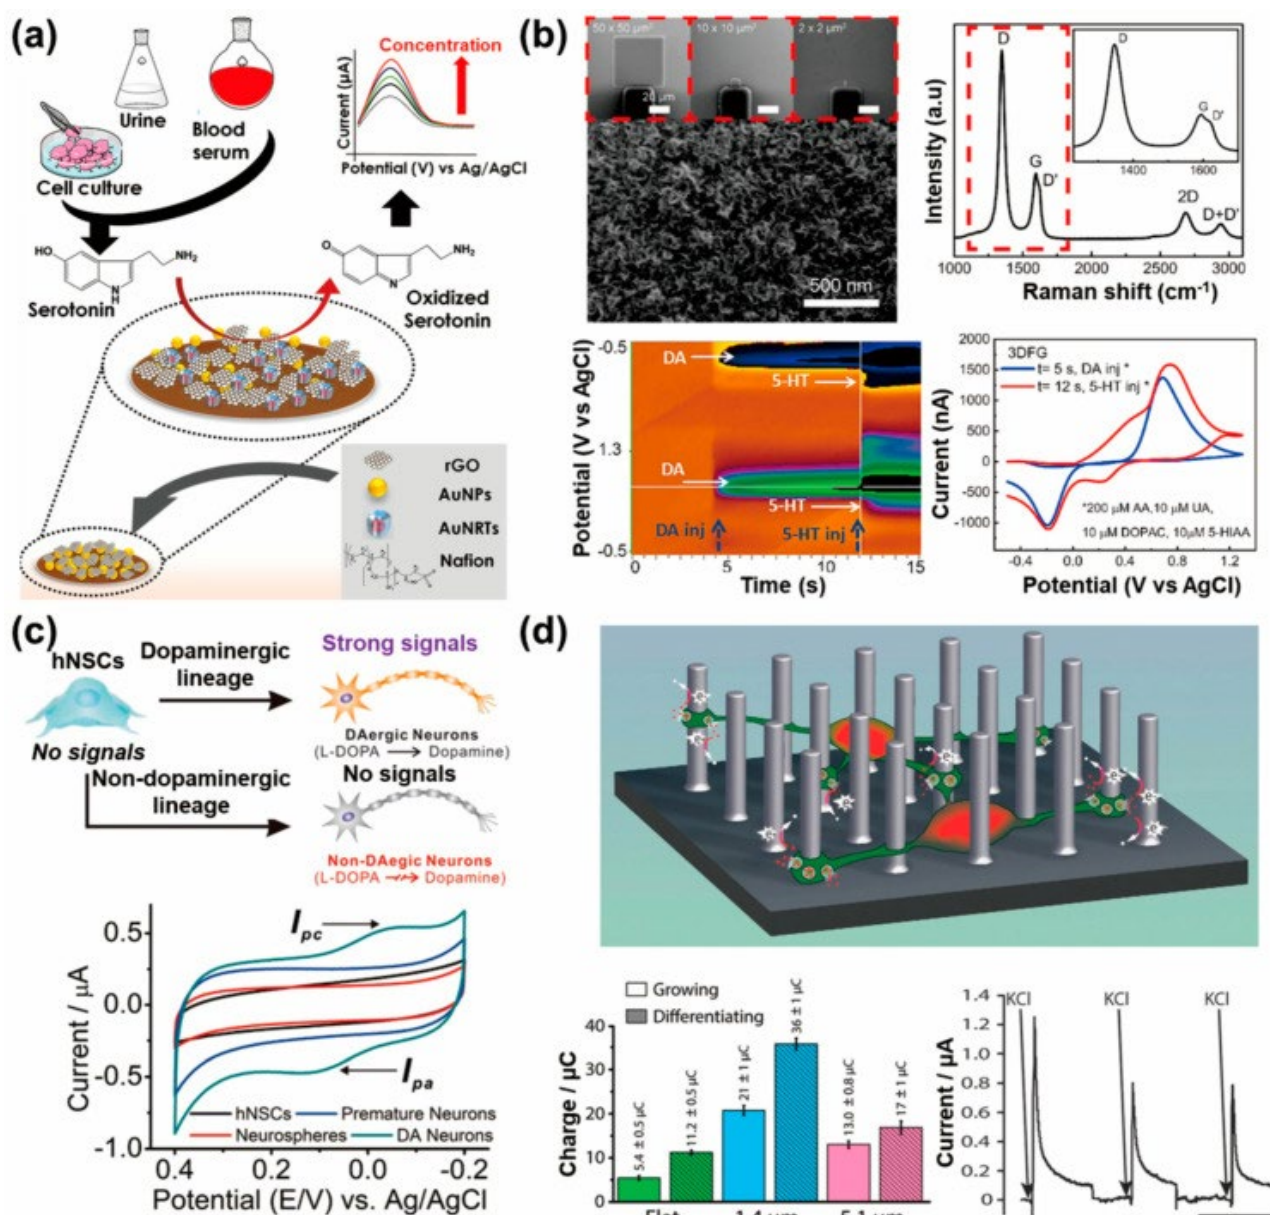 (a)
Urine
Blood
serum
Cell culture
Concentration
Current (µA)
Potential (V) vs Ag/AgCl
HO
NH₂
N
H
Serotonin
O
NH₂
N
Oxidized
Serotonin
rGO
AuNPs
AuNRTs
Nafion
(b)
50 x 50 µm²
10 x 10 µm²
2 x 2 µm²
20 µm
500 nm
Intensity (a.u)
D
G
D'
2D
D+D'
D
G
D'
1400
1600
1000
1500
2000
2500
3000
Raman shift (cm⁻¹)
Potential (V vs AgCl)
-0.5
1.3
-0.5
DA
5-HT
DA
5-HT
DA inj
5-HT inj
0
5
10
15
Time (s)
Current (nA)
2000
1500
1000
500
0
-500
-1000
3DFG
t= 5 s, DA inj *
t= 12 s, 5-HT inj *
*200 µM AA,10 µM UA,
10 µM DOPAC, 10µM 5-HIAA
-0.4
0.0
0.4
0.8
1.2
Potential (V vs AgCl)
(c)
hNSCs
No signals
Dopaminergic
lineage
Non-dopaminergic
lineage
Strong signals
DAergic Neurons
(L-DOPA → Dopamine)
No signals
Non-DAegic Neurons
(L-DOPA Dopamine)
Current / µA
0.5
0.0
-0.5
-1.0
I pc
I pa
hNSCs
Premature Neurons
Neurospheres
DA Neurons
0.4
0.2
0.0
-0.2
Potential (E/V) vs. Ag/AgCl
(d)
Growing
Differentiating
Charge / µC
40
30
20
10
0
5.4 ± 0.5 µC
11.2 ± 0.5 µC
21 ± 1 µC
36 ± 1 µC
13.0 ± 0.8 µC
17 ± 1 µC
Current / µA
1.4
1.2
1.0
0.8
0.6
0.4
0.2
0
KCl
KCl
KCl